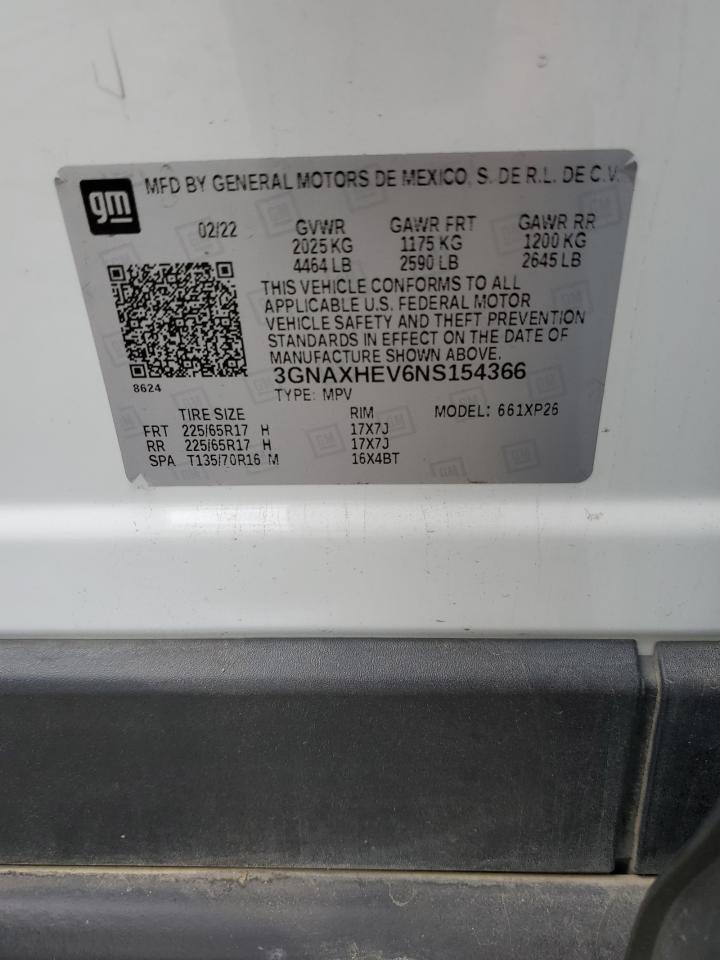 gm
MFD BY GENERAL MOTORS DE MEXICO, S. DE R.L. DE C.V.
02/22 GVWR GAWR FRT GAWR RR
2025 KG 1175 KG 1200 KG
4464 LB 2590 LB 2645 LB
THIS VEHICLE CONFORMS TO ALL
APPLICABLE U.S. FEDERAL MOTOR
VEHICLE SAFETY AND THEFT PREVENTION
STANDARDS IN EFFECT ON THE DATE OF
MANUFACTURE SHOWN ABOVE.
8624
3GNAXHEV6NS154366
TYPE: MPV
TIRE SIZE RIM MODEL: 661XP26
FRT 225/65R17 H 17X7J
RR 225/65R17 H 17X7J
SPA T135/70R16 M 16X4BT